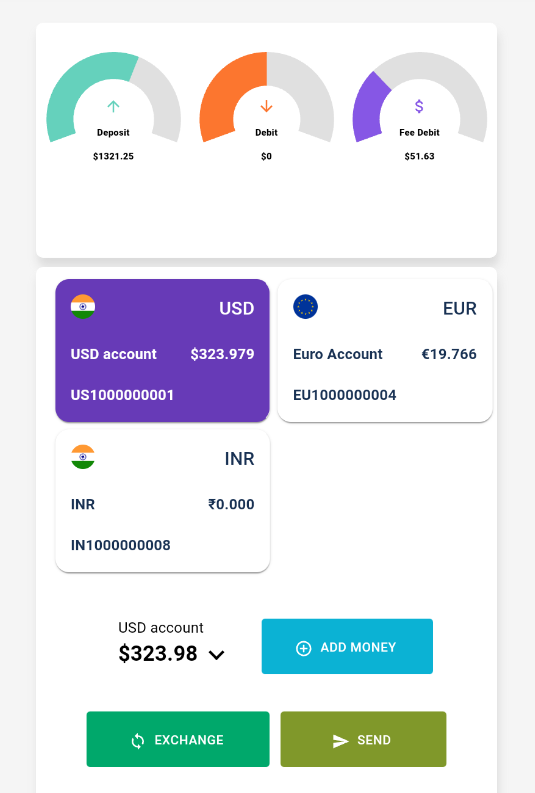 Deposit
$1321.25
Debit
$0
Fee Debit
$51.63
USD
USD account $323.979
US1000000001
EUR
Euro Account €19.766
EU1000000004
INR
INR ₹0.000
IN1000000008
USD account
$323.98
ADD MONEY
EXCHANGE
SEND